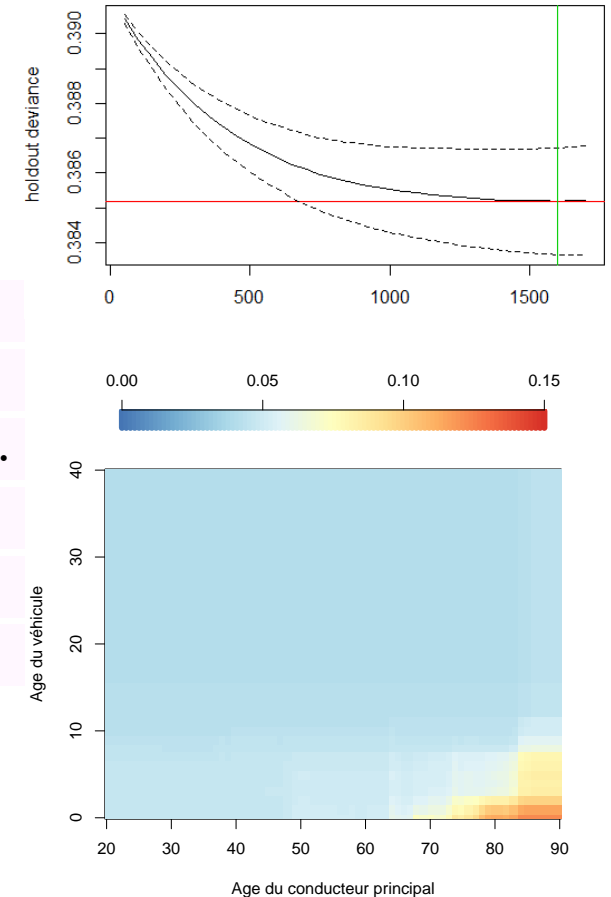 holdout deviance
0.390
0.388
0.386
0.384
0 500 1000 1500
0.00 0.05 0.10 0.15
•
Age du véhicule
40
30
20
10
0
20 30 40 50 60 70 80 90
Age du conducteur principal